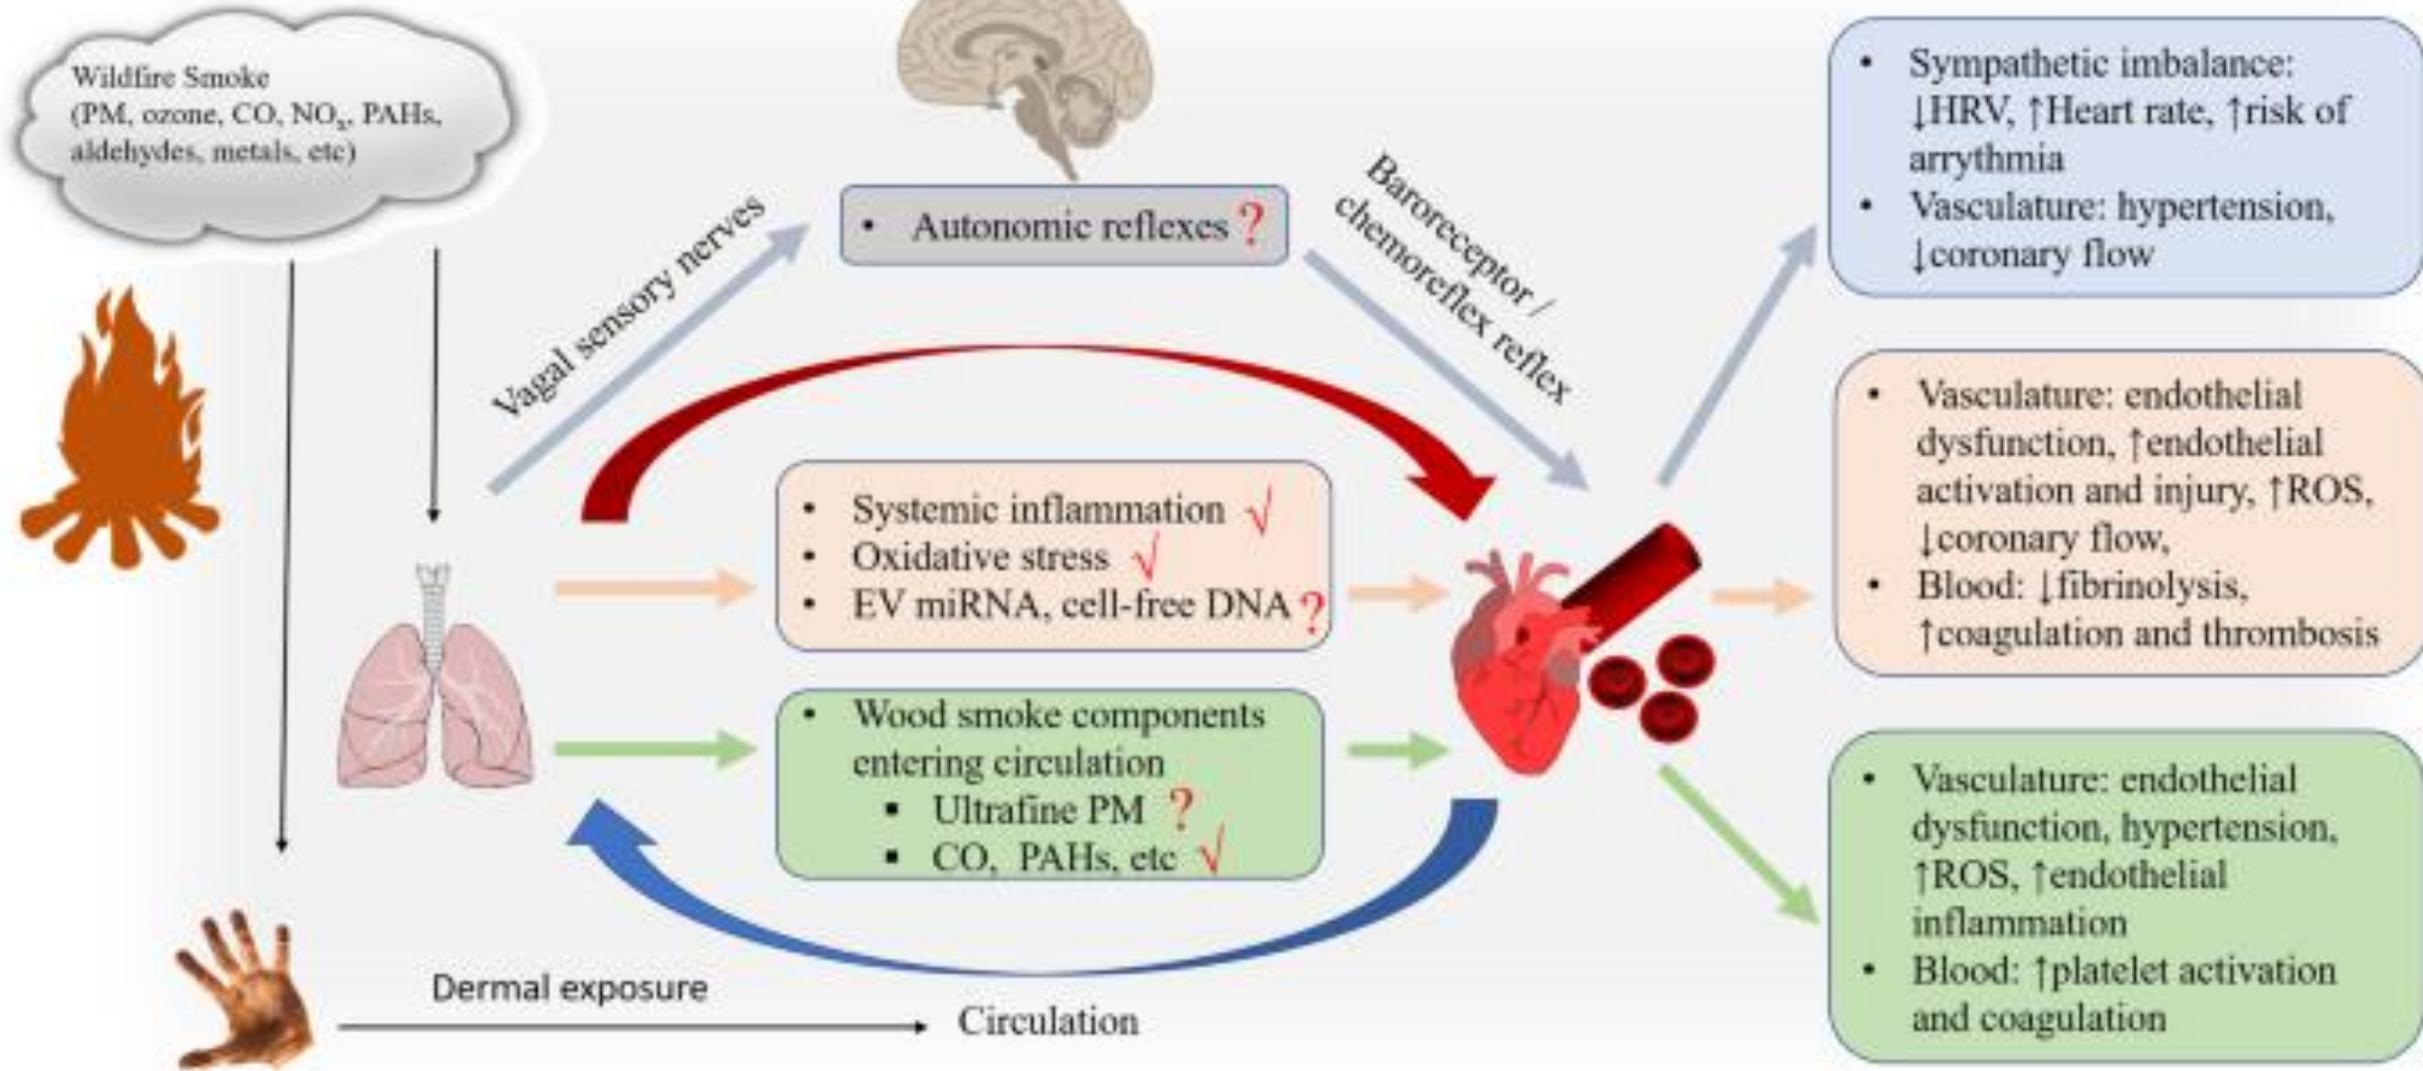 Wildfire Smoke
(PM, ozone, CO, NOₓ, PAHs,
aldehydes, metals, etc)
Vagal sensory nerves
• Autonomic reflexes ?
Baroreceptor /
chemoreflex reflex
• Systemic inflammation √
• Oxidative stress √
• EV miRNA, cell-free DNA ?
• Wood smoke components
entering circulation
▪ Ultrafine PM ?
▪ CO, PAHs, etc √
Dermal exposure
Circulation
• Sympathetic imbalance:
↓HRV, ↑Heart rate, ↑risk of
arrythmia
• Vasculature: hypertension,
↓coronary flow
• Vasculature: endothelial
dysfunction, ↑endothelial
activation and injury, ↑ROS,
↓coronary flow,
• Blood: ↓fibrinolysis,
↑coagulation and thrombosis
• Vasculature: endothelial
dysfunction, hypertension,
↑ROS, ↑endothelial
inflammation
• Blood: ↑platelet activation
and coagulation